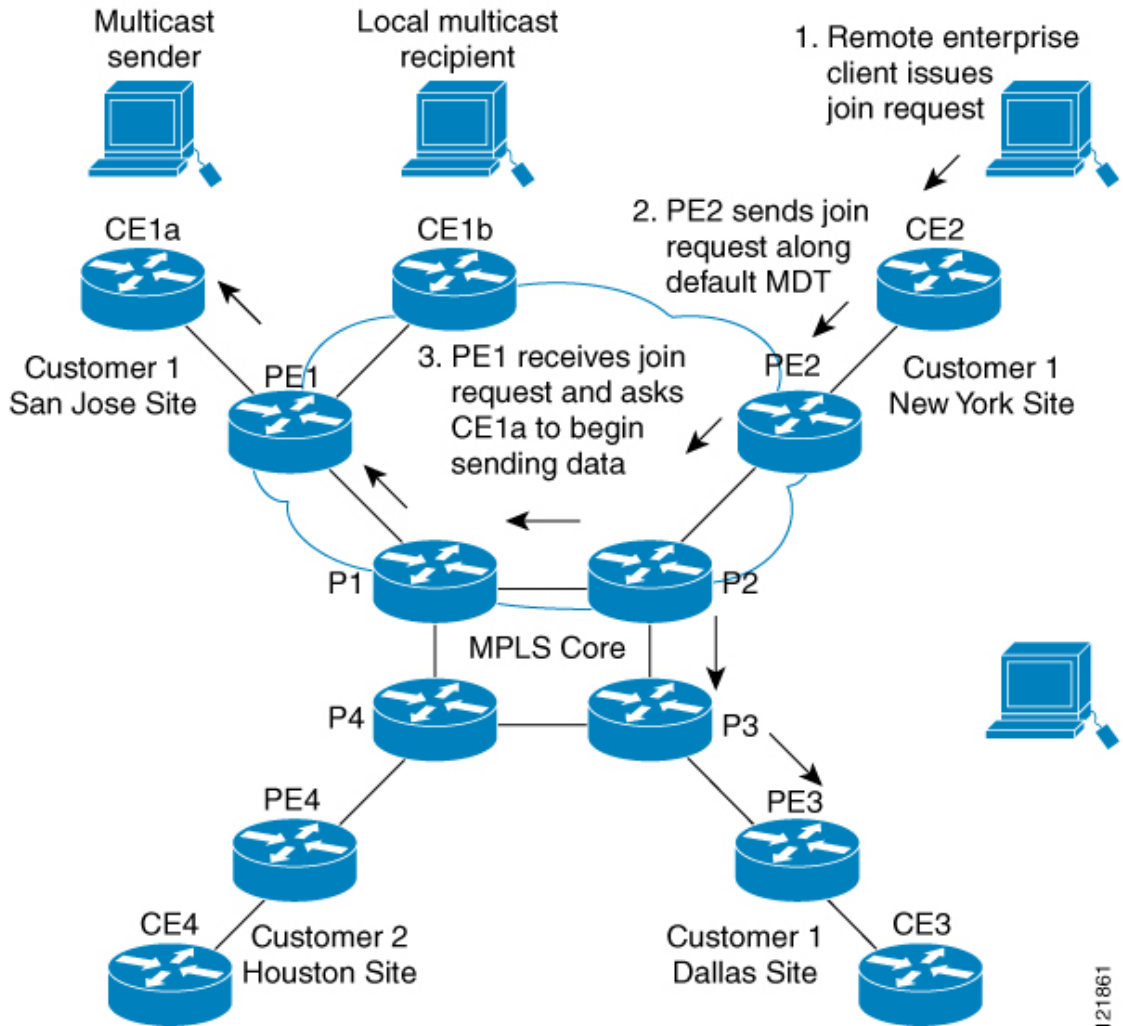 Multicast
sender
Local multicast
recipient
1. Remote enterprise
client issues
join request
CE1a
CE1b
2. PE2 sends join
request along
default MDT
CE2
Customer 1
San Jose Site
PE1
3. PE1 receives join
request and asks
CE1a to begin
sending data
PE2
Customer 1
New York Site
P1
P2
MPLS Core
P4
P3
PE4
PE3
CE4
Customer 2
Houston Site
Customer 1
Dallas Site
CE3
121861